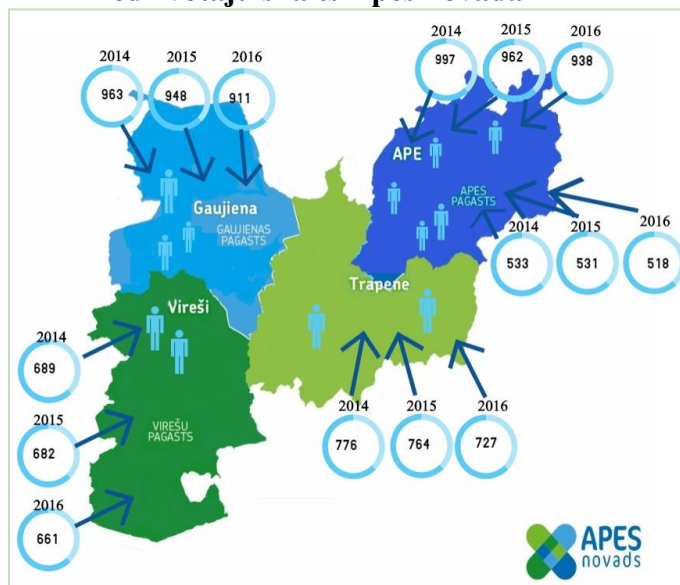 2014
2015
2016
963
948
911
2014
2015
2016
997
962
938
APE
APES
PAGASTS
Gaujiena
GAUJIENAS
PAGASTS
2014
2015
2016
533
531
518
Trapene
Vireši
2014
689
2015
682
VIREŠU
PAGASTS
2016
661
2014
2015
2016
776
764
727
APES
novads